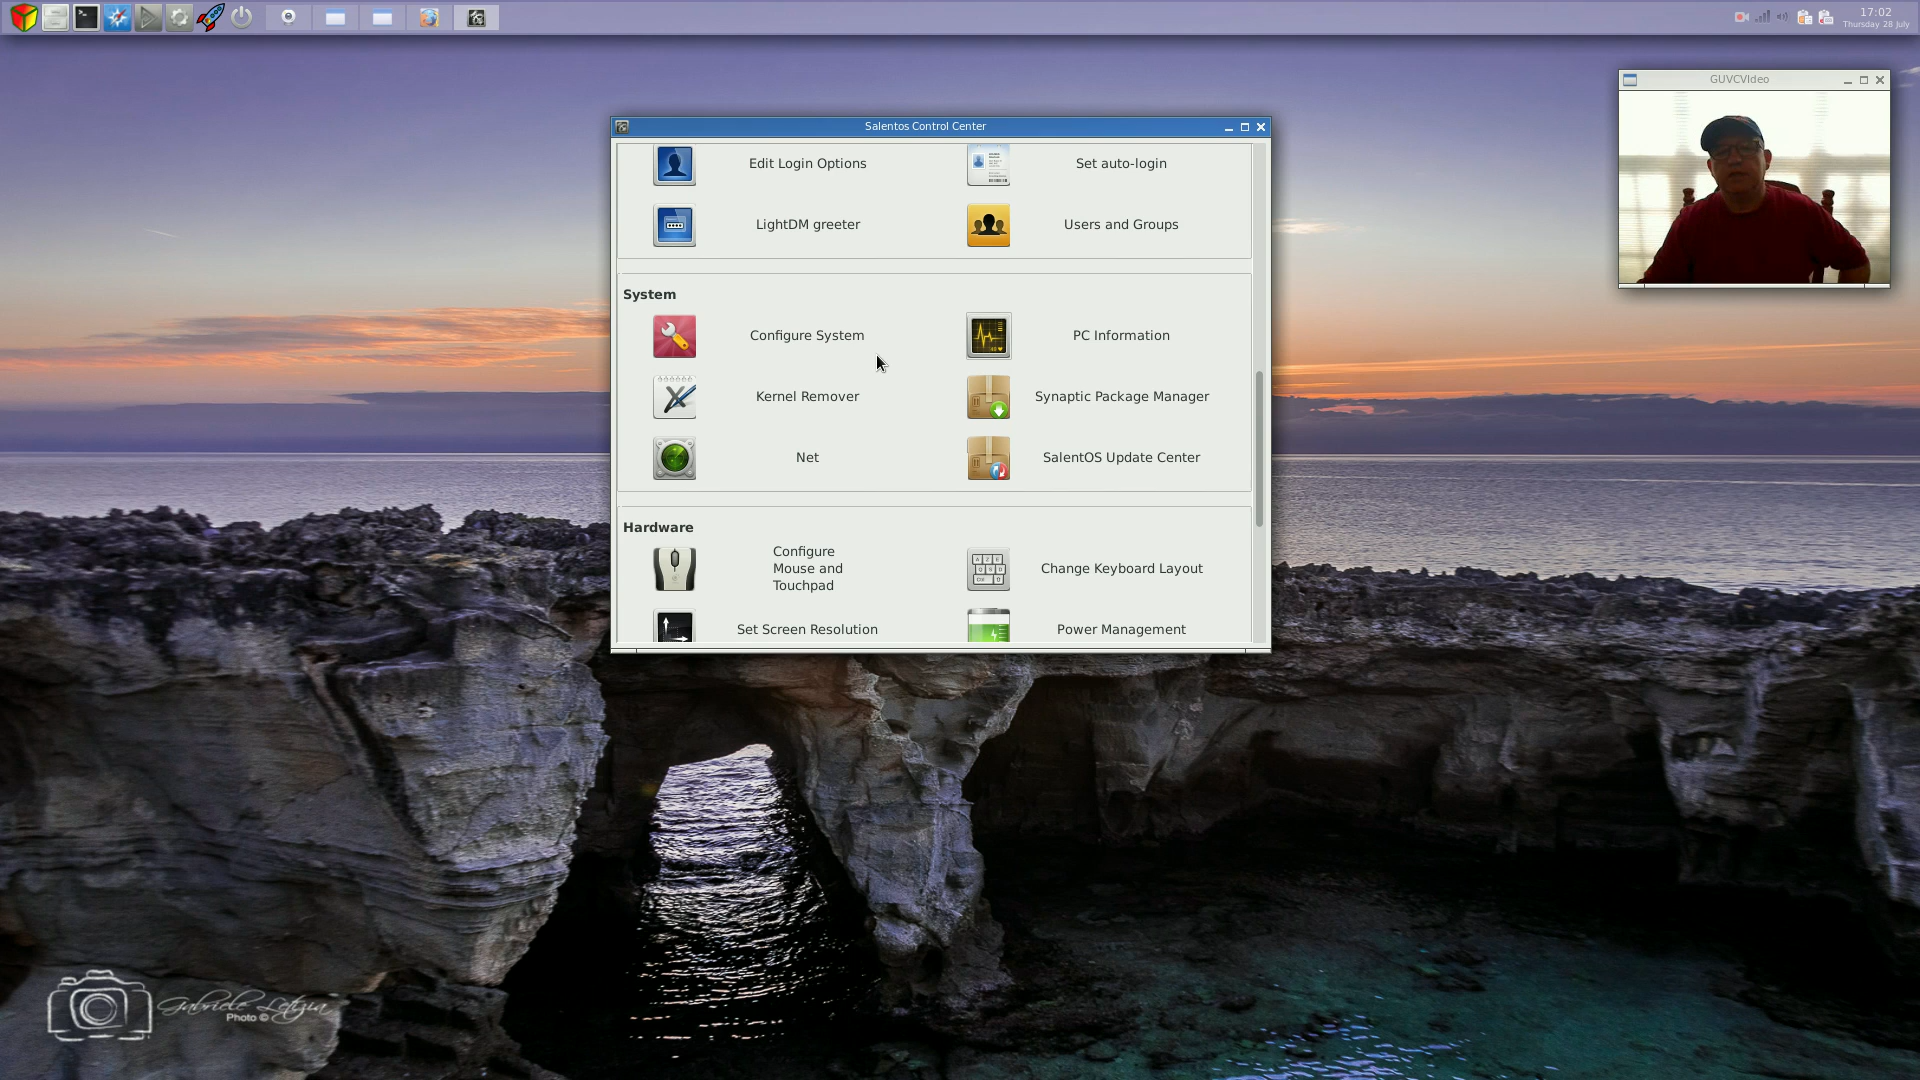 17:02
Thursday 28 July
GUVCVideo
Salentos Control Center
Edit Login Options
Set auto-login
LightDM greeter
Users and Groups
System
Configure System
PC Information
Kernel Remover
Synaptic Package Manager
Net
SalentOS Update Center
Hardware
Configure
Mouse and
Touchpad
Change Keyboard Layout
Set Screen Resolution
Power Management
Gabriele Letizia
Photo ©